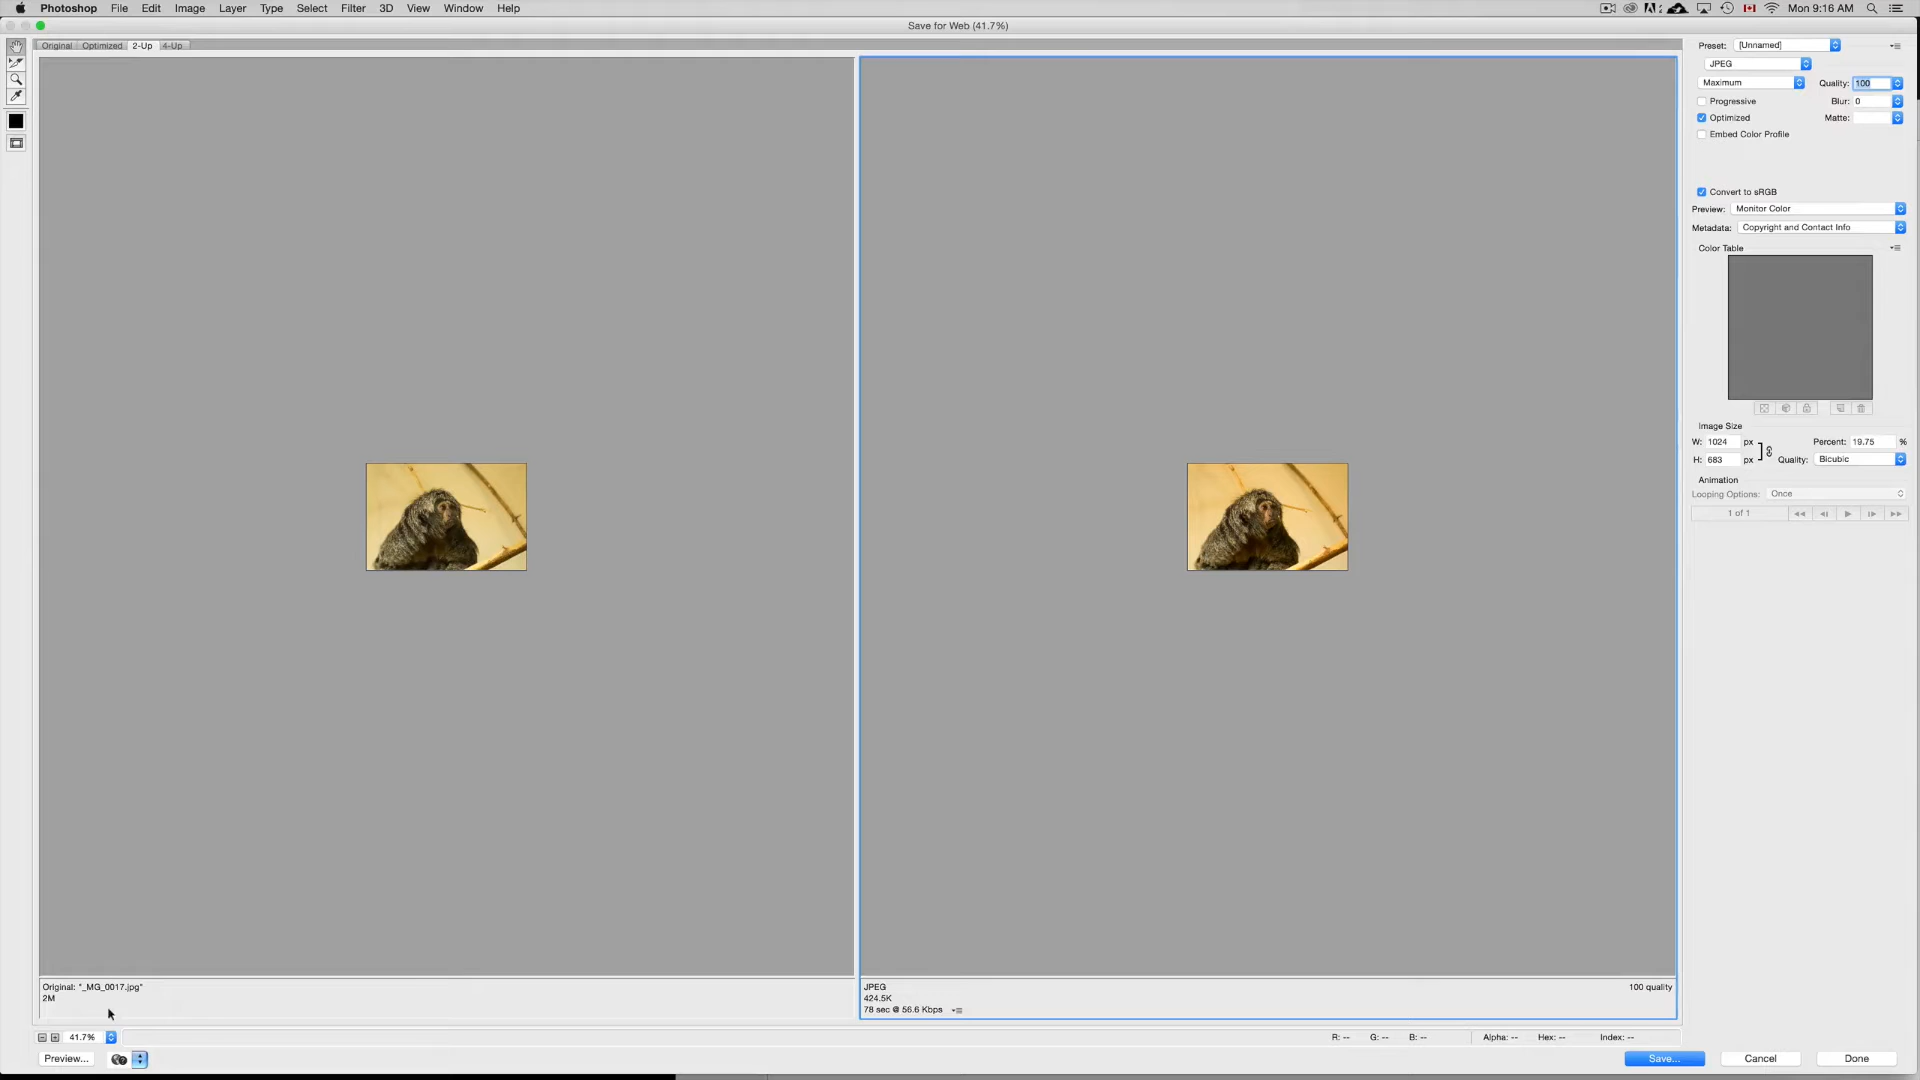 Photoshop File Edit Image Layer Type Select Filter 3D View Window Help Mon 9:16 AM
Save for Web (41.7%)
Original Optimized 2-Up 4-Up
Preset: [Unnamed]
JPEG
Maximum Quality: 100
Progressive Blur: 0
Optimized Matte:
Embed Color Profile
Convert to sRGB
Preview: Monitor Color
Metadata: Copyright and Contact Info
Color Table
Image Size
W: 1024 px Percent: 19.75 %
H: 683 px Quality: Bicubic
Animation
Looping Options: Once
1 of 1
Original: "_MG_0017.jpg"
2M
JPEG 100 quality
424.5K
78 sec @ 56.6 Kbps
41.7% R: -- G: -- B: -- Alpha: -- Hex: -- Index: --
Preview... Save... Cancel Done